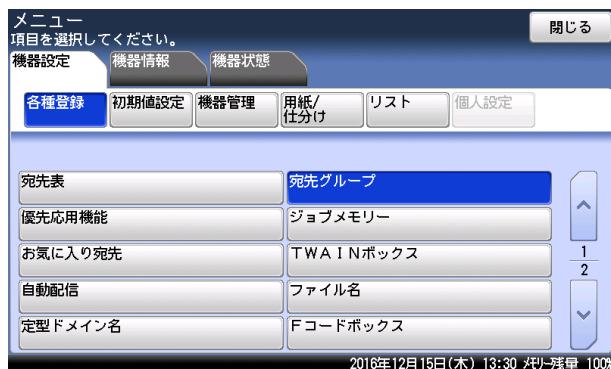 メニュー
項目を選択してください。
閉じる
機器設定
機器情報
機器状態
各種登録
初期値設定
機器管理
用紙/
仕分け
リスト
個人設定
宛先表
宛先グループ
優先応用機能
ジョブメモリー
お気に入り宛先
ＴＷＡＩＮボックス
1
2
自動配信
ファイル名
定型ドメイン名
Ｆコードボックス
2016年12月15日(木) 13:30 ﾒﾓﾘｰ残量 100%